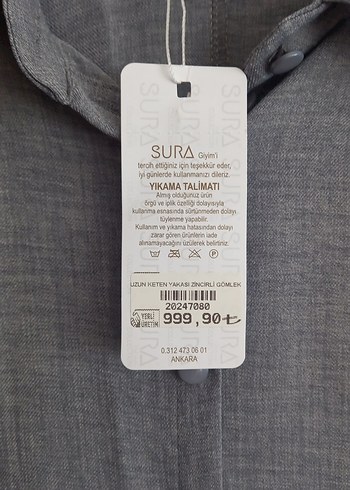 SURA Giyim'i
tercih ettiğiniz için teşekkür eder,
iyi günlerde kullanmanızı dileriz.
YIKAMA TALİMATI
Almış olduğunuz ürün
örgü ve iplik özelliği dolayısıyla
kullanma esnasında sürtünmeden dolayı
tüylenme yapabilir.
Kullanım ve yıkama hatasından dolayı
zarar gören ürünlerin iade
alınamayacağını üzülerek belirtiriz.
UZUN KETEN YAKASI ZİNCİRLİ GÖMLEK
20247080
YERLİ
ÜRETİM
999,90₺
0.312 473 06 01
ANKARA